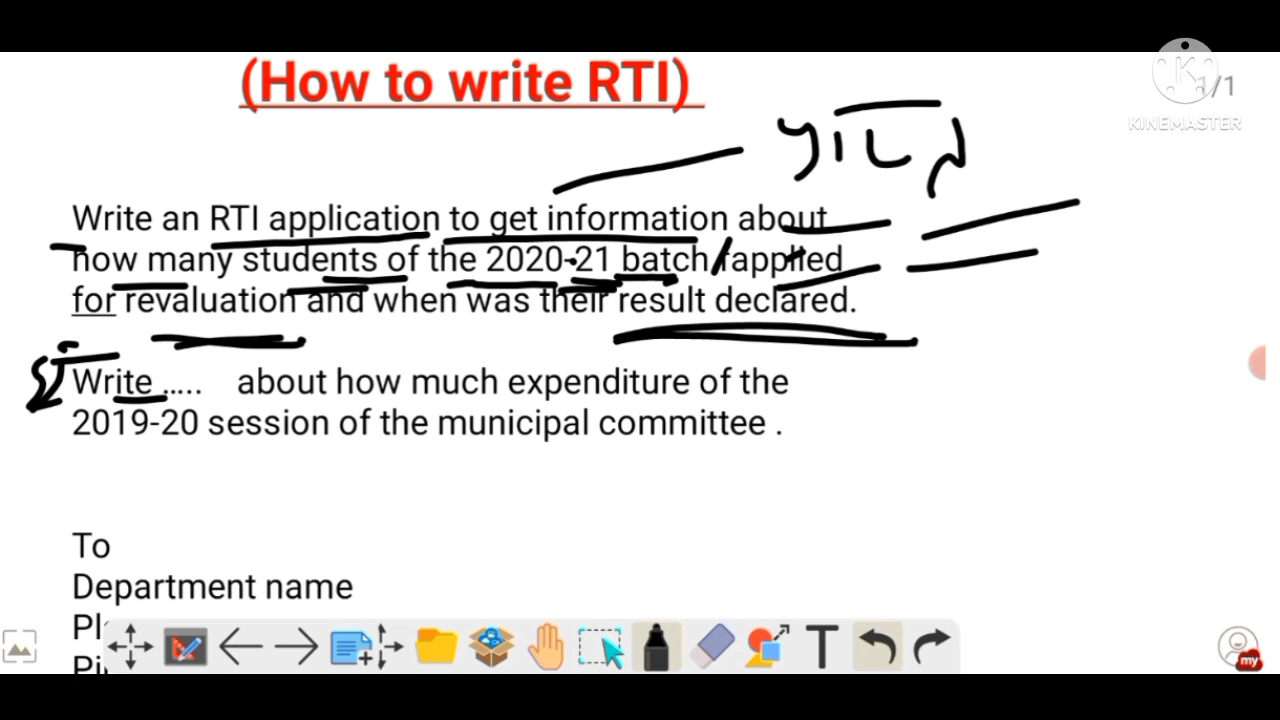 (How to write RTI)
1/1
KINEMASTER
Write an RTI application to get information about
how many students of the 2020-21 batch applied
for revaluation and when was their result declared.
Write ..... about how much expenditure of the
2019-20 session of the municipal committee .
To
Department name
my